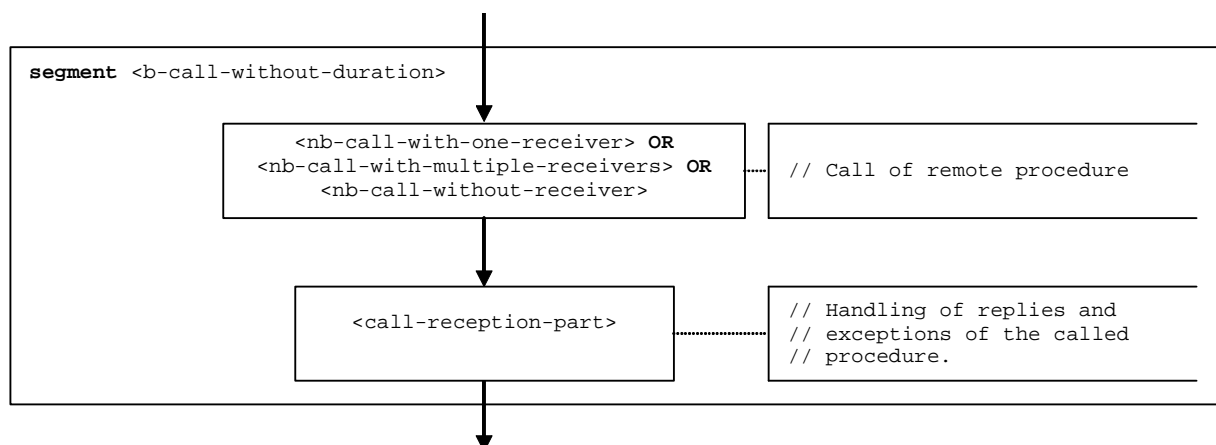 segment <b-call-without-duration>
<nb-call-with-one-receiver> OR
<nb-call-with-multiple-receivers> OR
<nb-call-without-receiver>
// Call of remote procedure
<call-reception-part>
// Handling of replies and
// exceptions of the called
// procedure.